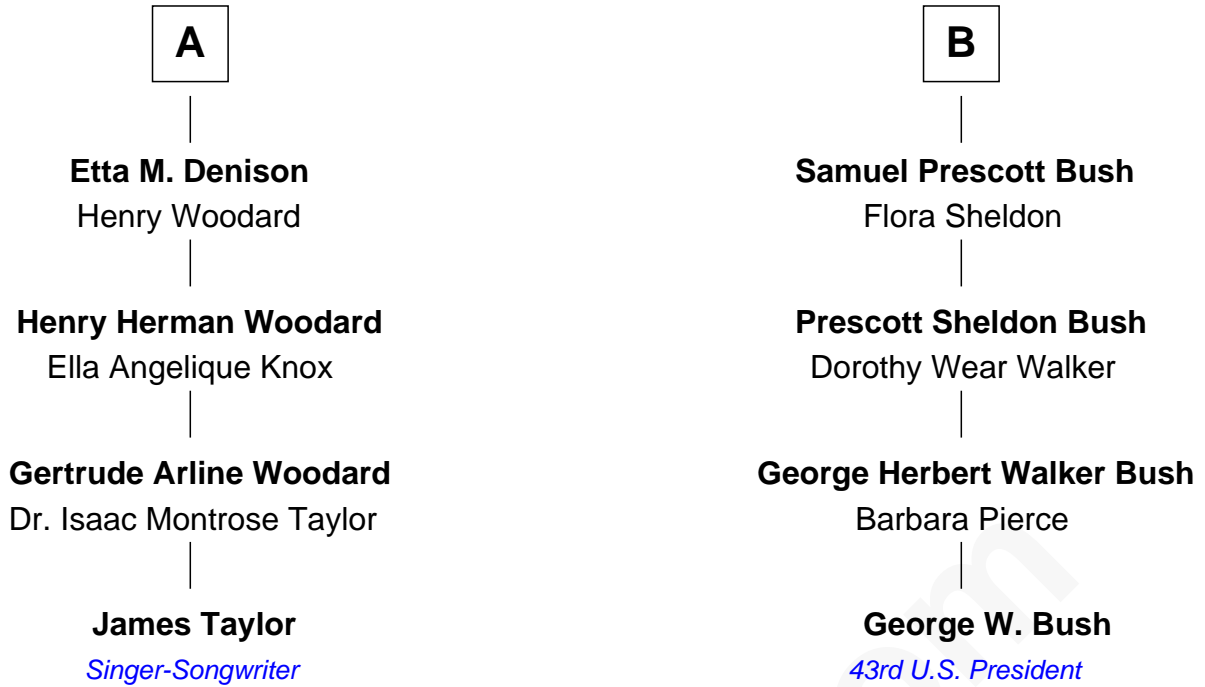 A
Etta M. Denison
Henry Woodard
Henry Herman Woodard
Ella Angelique Knox
Gertrude Arline Woodard
Dr. Isaac Montrose Taylor
James Taylor
Singer-Songwriter
B
Samuel Prescott Bush
Flora Sheldon
Prescott Sheldon Bush
Dorothy Wear Walker
George Herbert Walker Bush
Barbara Pierce
George W. Bush
43rd U.S. President